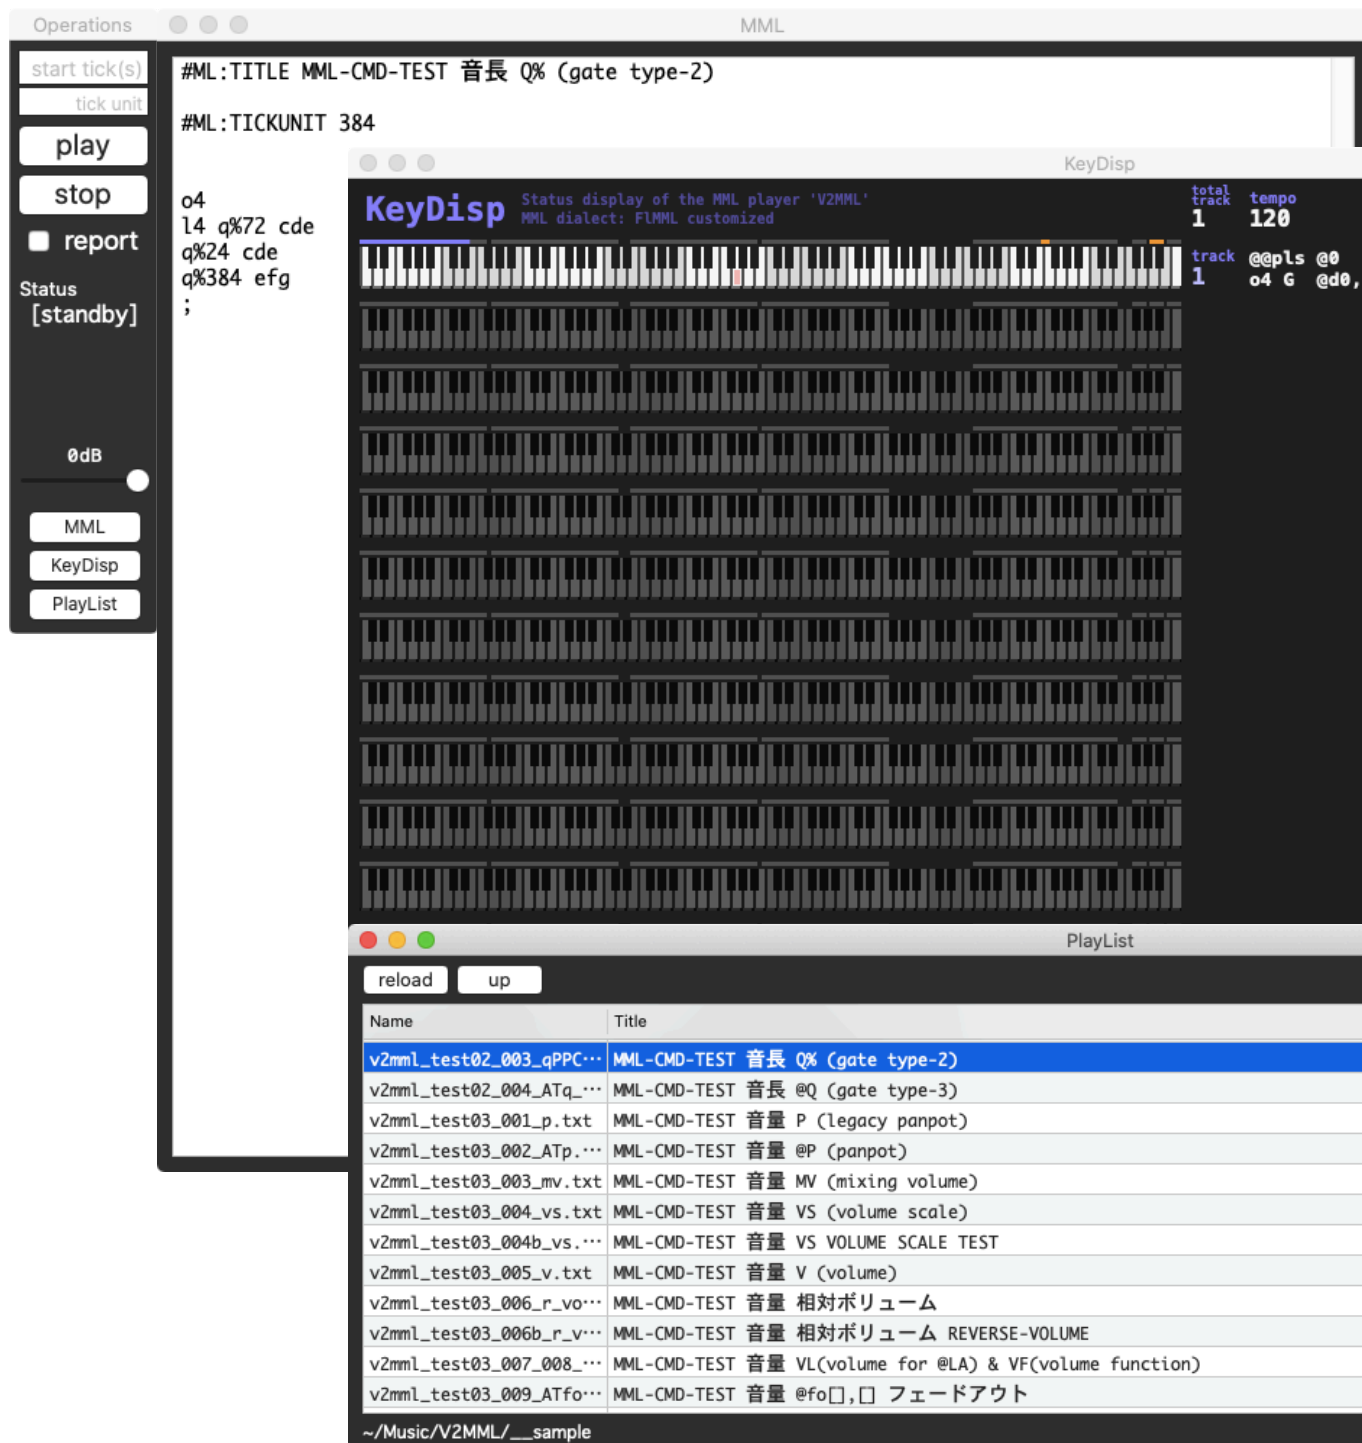 Operations
start tick(s)
tick unit
play
stop
report
Status
[standby]
0dB
MML
KeyDisp
PlayList
MML
#ML:TITLE MML-CMD-TEST 音長 Q% (gate type-2)
#ML:TICKUNIT 384
o4
l4 q%72 cde
q%24 cde
q%384 efg
;
KeyDisp
KeyDisp
Status display of the MML player 'V2MML'
MML dialect: FlMML customized
total
track
1
tempo
120
track
1
@@pls @0
o4 G @d0,
PlayList
reload up
Name Title
v2mml_test02_003_qPPC… MML-CMD-TEST 音長 Q% (gate type-2)
v2mml_test02_004_ATq_… MML-CMD-TEST 音長 @Q (gate type-3)
v2mml_test03_001_p.txt MML-CMD-TEST 音量 P (legacy panpot)
v2mml_test03_002_ATp.… MML-CMD-TEST 音量 @P (panpot)
v2mml_test03_003_mv.txt MML-CMD-TEST 音量 MV (mixing volume)
v2mml_test03_004_vs.txt MML-CMD-TEST 音量 VS (volume scale)
v2mml_test03_004b_vs.… MML-CMD-TEST 音量 VS VOLUME SCALE TEST
v2mml_test03_005_v.txt MML-CMD-TEST 音量 V (volume)
v2mml_test03_006_r_vo… MML-CMD-TEST 音量 相対ボリューム
v2mml_test03_006b_r_v… MML-CMD-TEST 音量 相対ボリューム REVERSE-VOLUME
v2mml_test03_007_008_… MML-CMD-TEST 音量 VL(volume for @LA) & VF(volume function)
v2mml_test03_009_ATfo… MML-CMD-TEST 音量 @fo[],[] フェードアウト
~/Music/V2MML/__sample